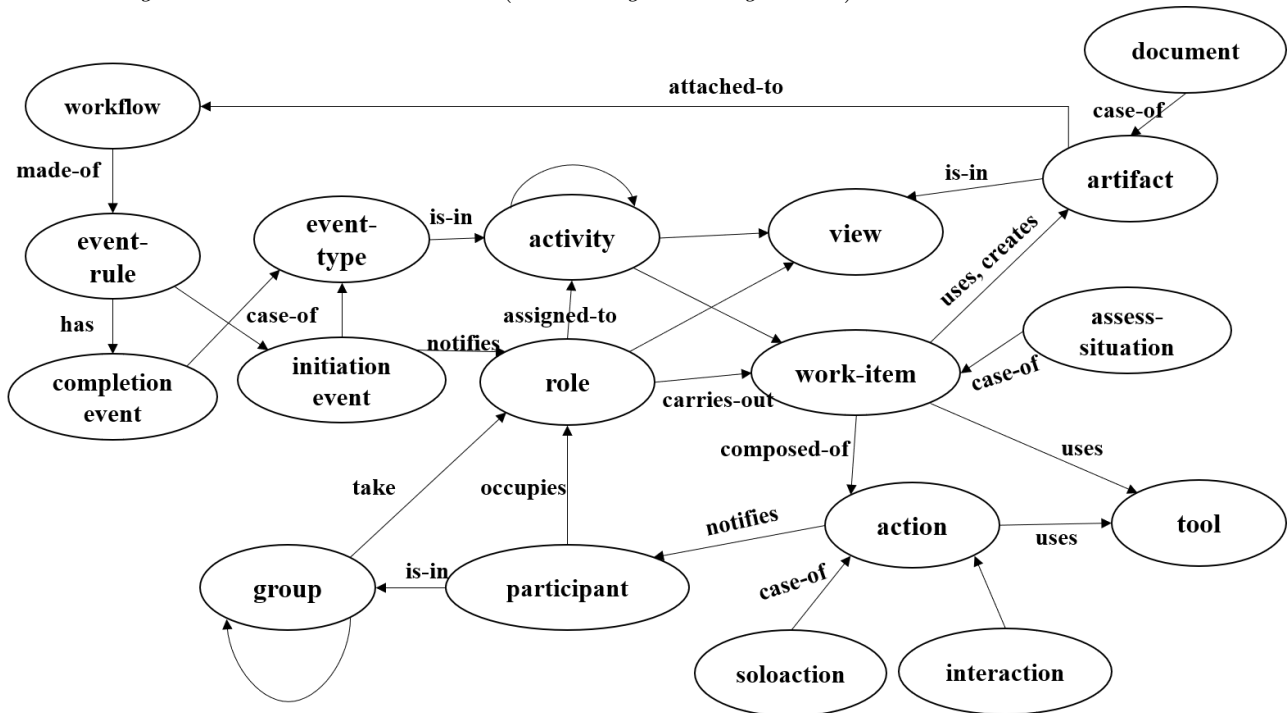 document
attached-to
workflow
case-of
made-of
is-in
artifact
event-
type
is-in
activity
view
event-
rule
uses, creates
has
case-of
assigned-to
assess-
situation
notifies
initiation
event
role
work-item
case-of
completion
event
carries-out
composed-of
uses
take
occupies
notifies
action
uses
tool
is-in
group
participant
case-of
soloaction
interaction